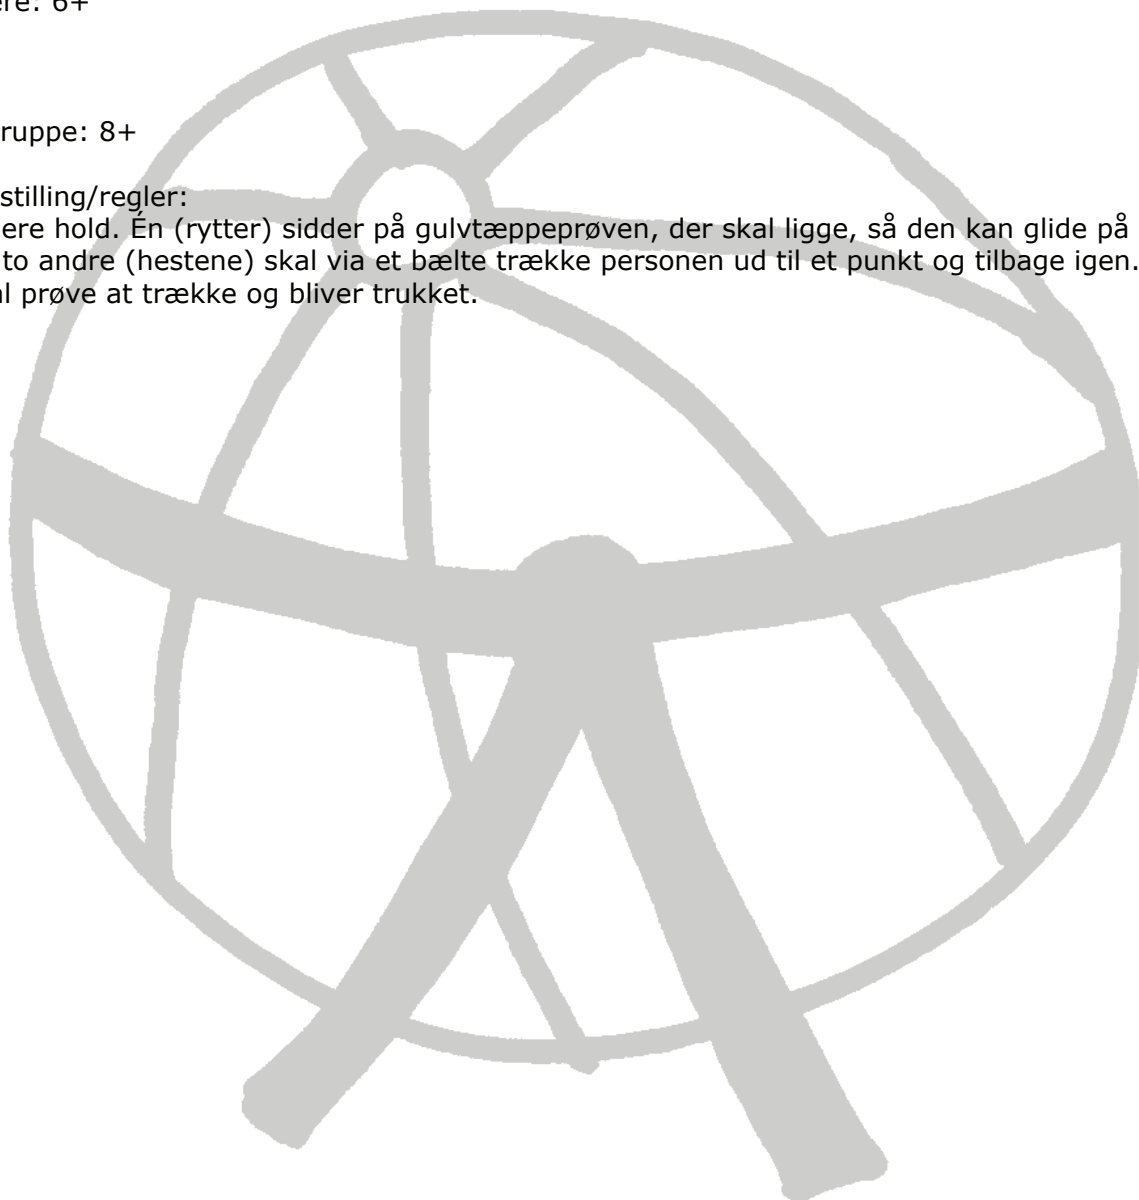 ere: 6+
ruppe: 8+
stilling/regler:
ere hold. Én (rytter) sidder på gulvtæppeprøven, der skal ligge, så den kan glide på
to andre (hestene) skal via et bælte trække personen ud til et punkt og tilbage igen.
al prøve at trække og bliver trukket.